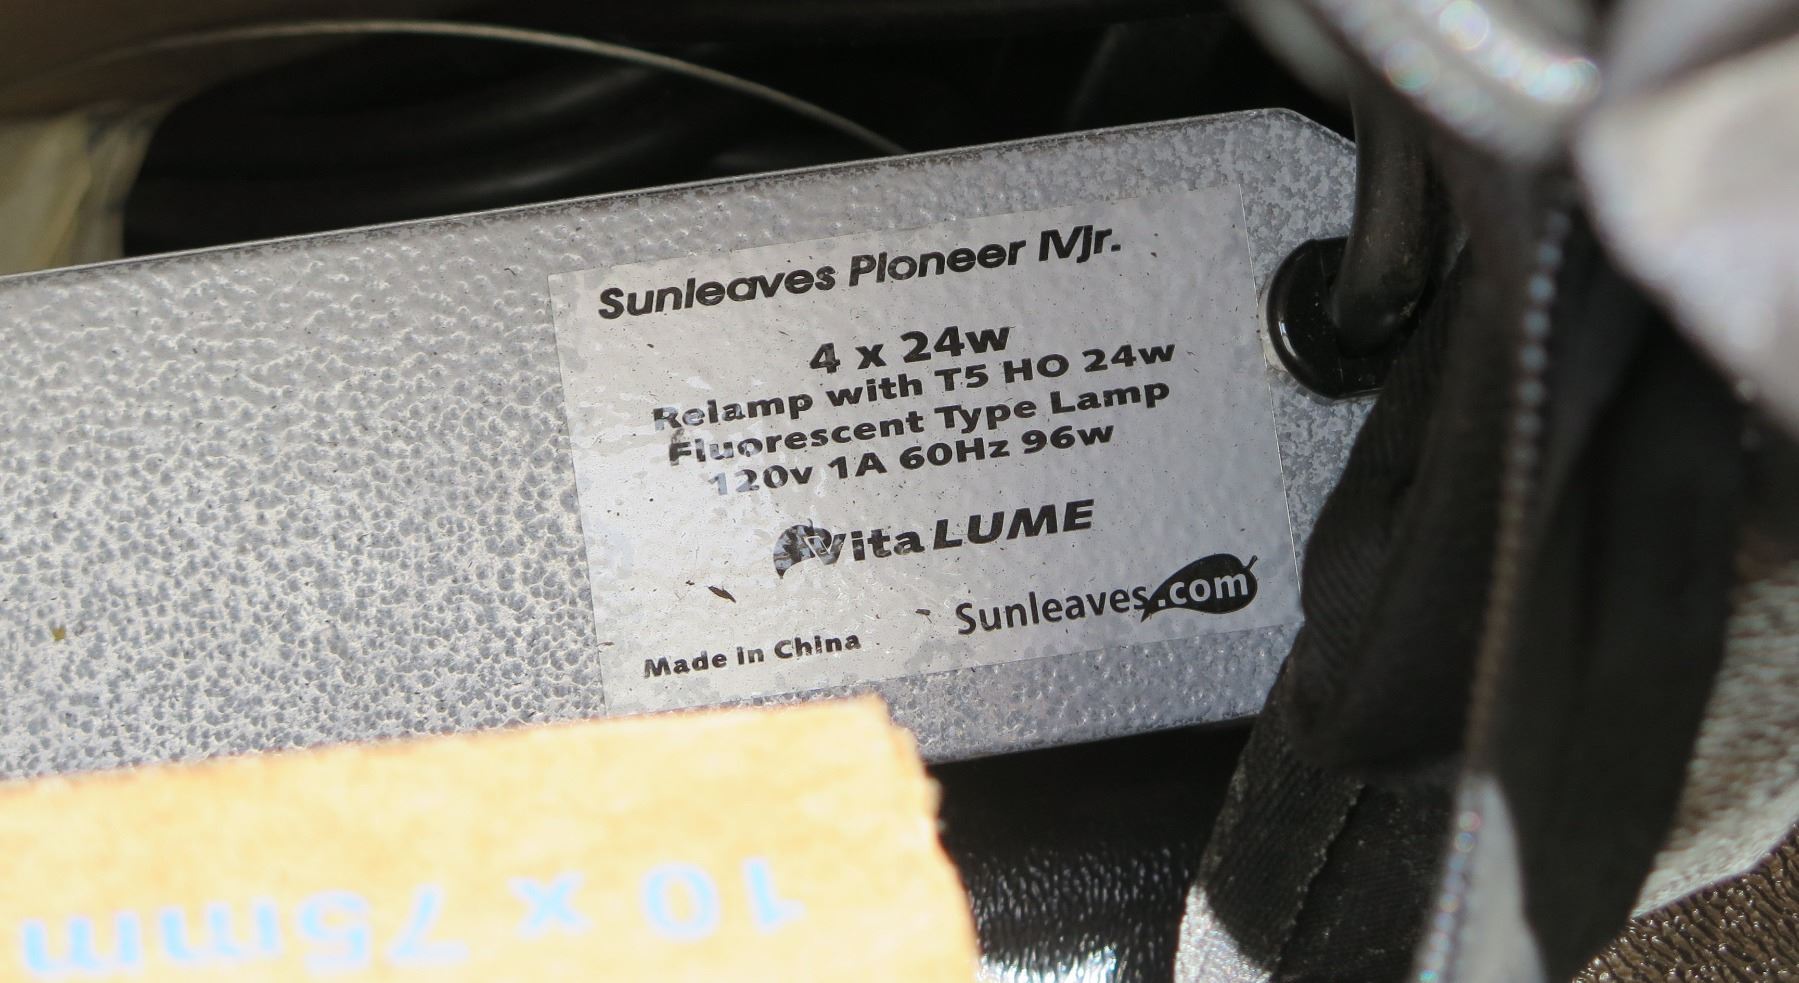 Sunleaves Pioneer IVjr.
4 x 24w
Relamp with T5 HO 24w
Fluorescent Type Lamp
120v 1A 60Hz 96w
VitaLUME
Sunleaves.com
Made in China
10 x 75mm